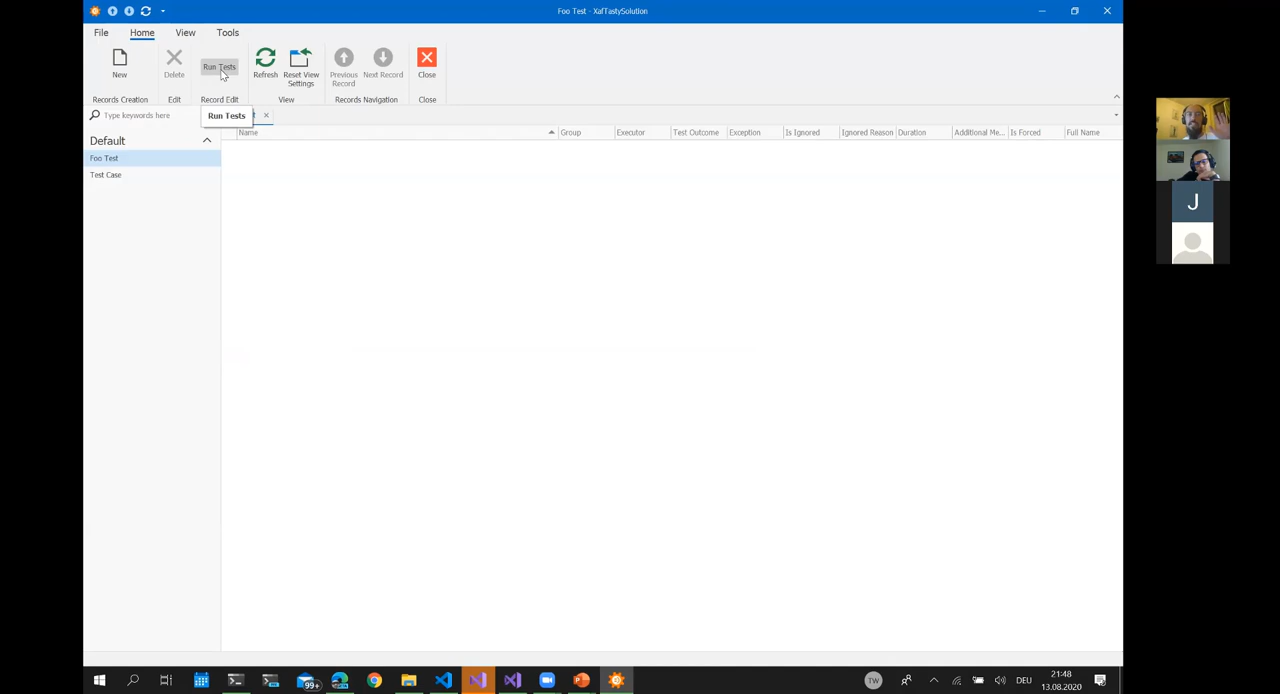 Foo Test - XafTastySolution
File Home View Tools
New
Delete
Run Tests
Refresh
Reset View Settings
Previous Record
Next Record
Close
Records Creation
Edit
Record Edit
View
Records Navigation
Close
Type keywords here
Run Tests
Default
Foo Test
Test Case
Name Group Executor Test Outcome Exception Is Ignored Ignored Reason Duration Additional Me... Is Forced Full Name
J
99+
TW
DEU
21:48
13.08.2020